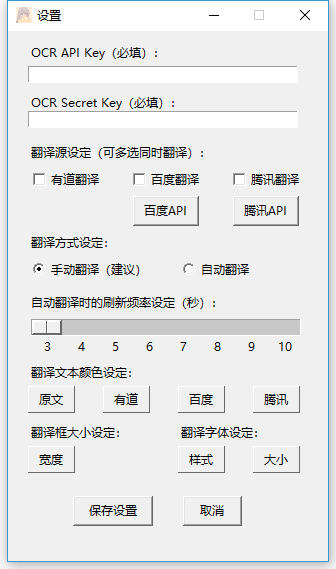 设置
OCR API Key（必填）：
OCR Secret Key（必填）：
翻译源设定（可多选同时翻译）：
有道翻译 百度翻译 腾讯翻译
百度API 腾讯API
翻译方式设定：
手动翻译（建议） 自动翻译
自动翻译时的刷新频率设定（秒）：
3 4 5 6 7 8 9 10
翻译文本颜色设定：
原文 有道 百度 腾讯
翻译框大小设定： 翻译字体设定：
宽度 样式 大小
保存设置 取消